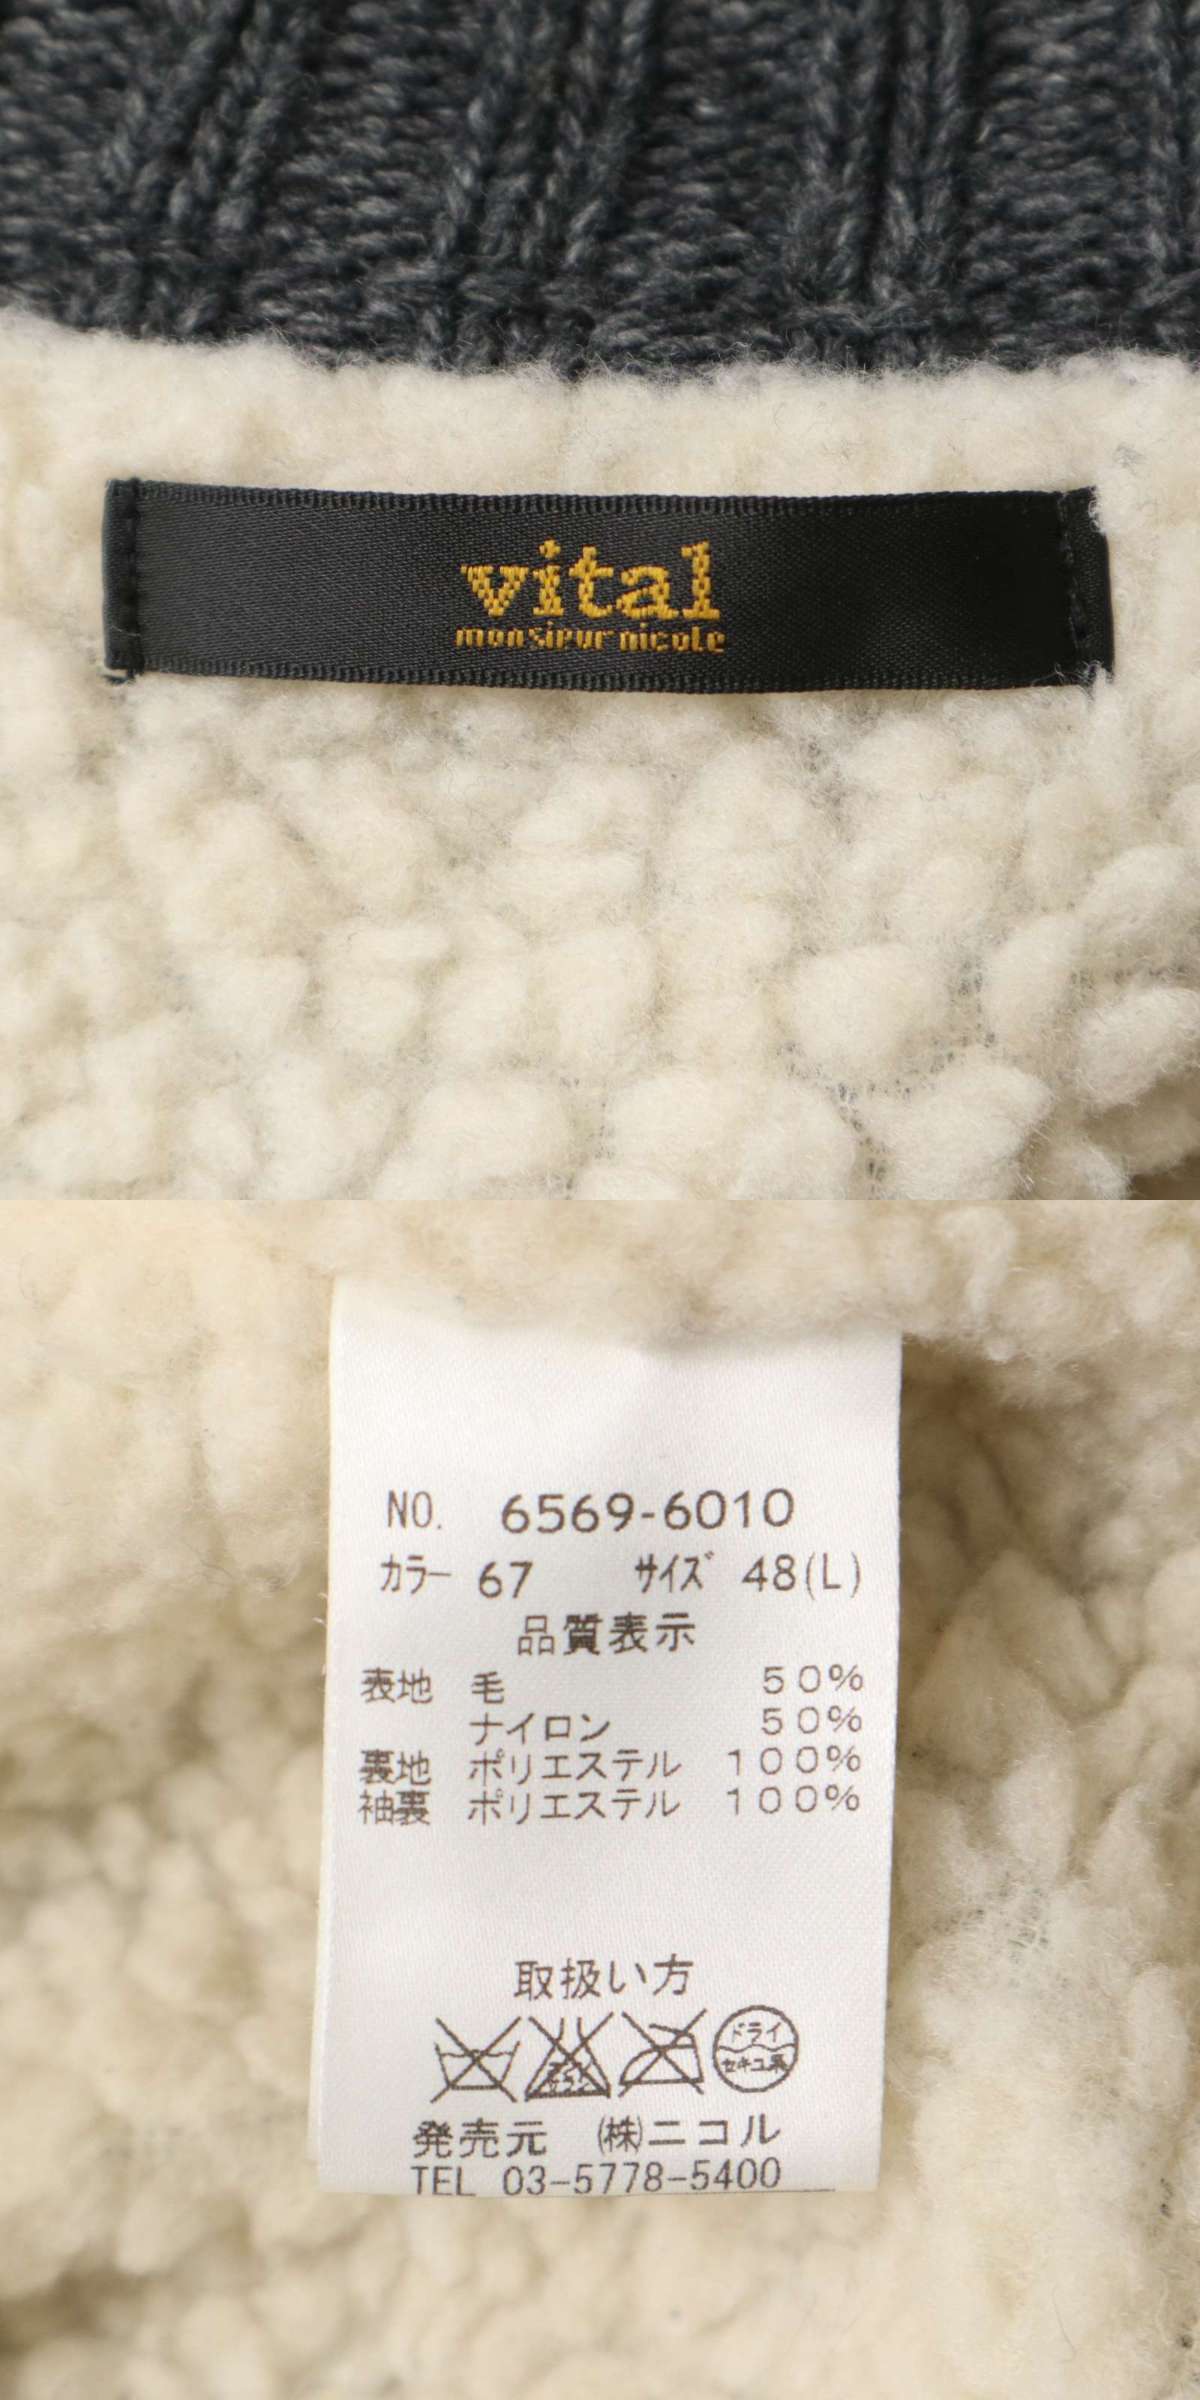 vital
monsieur nicole
NO. 6569-6010
カラー 67 サイズ 48(L)
品質表示
表地 毛 50%
ナイロン 50%
裏地 ポリエステル 100%
袖裏 ポリエステル 100%
取扱い方
ドライ
セキユ系
発売元 (株)ニコル
TEL 03-5778-5400